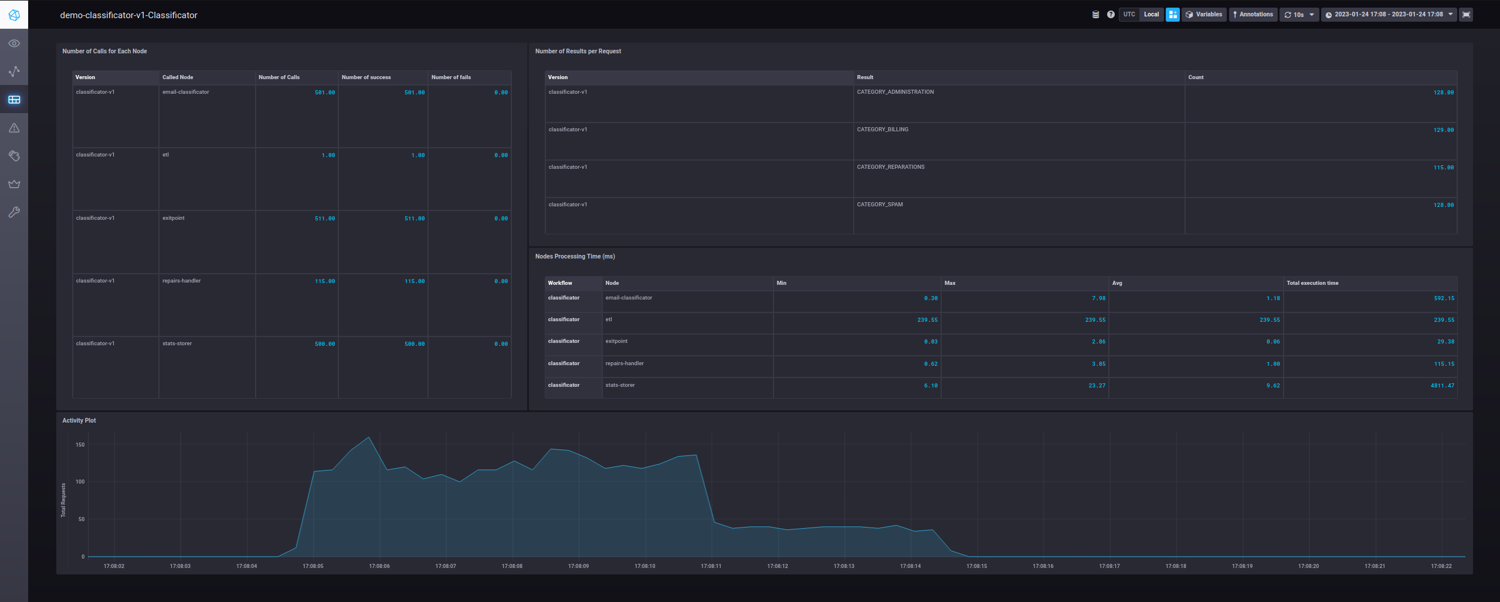 demo-classificator-v1-Classificator
UTC Local Variables Annotations 10s 2023-01-24 17:08 - 2023-01-24 17:08
Number of Calls for Each Node
Version Called Node Number of Calls Number of success Number of fails
classificator-v1 email-classificator 501.00 501.00 0.00
classificator-v1 etl 1.00 1.00 0.00
classificator-v1 exitpoint 511.00 511.00 0.00
classificator-v1 repairs-handler 115.00 115.00 0.00
classificator-v1 stats-storer 500.00 500.00 0.00
Number of Results per Request
Version Result Count
classificator-v1 CATEGORY_ADMINISTRATION 128.00
classificator-v1 CATEGORY_BILLING 129.00
classificator-v1 CATEGORY_REPARATIONS 115.00
classificator-v1 CATEGORY_SPAM 128.00
Nodes Processing Time (ms)
Workflow Node Min Max Avg Total execution time
classificator email-classificator 0.30 7.98 1.18 592.15
classificator etl 239.55 239.55 239.55 239.55
classificator exitpoint 0.03 2.86 0.06 29.38
classificator repairs-handler 0.62 3.85 1.00 115.15
classificator stats-storer 6.10 23.27 9.62 4811.47
Activity Plot
Total Requests
150
100
50
0
17:08:02 17:08:03 17:08:04 17:08:05 17:08:06 17:08:07 17:08:08 17:08:09 17:08:10 17:08:11 17:08:12 17:08:13 17:08:14 17:08:15 17:08:16 17:08:17 17:08:18 17:08:19 17:08:20 17:08:21 17:08:22